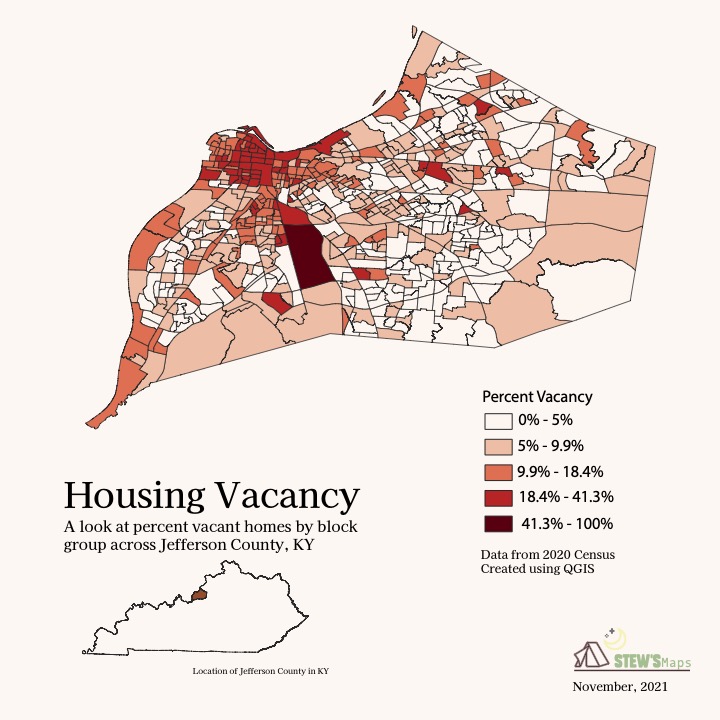 Percent Vacancy
0% - 5%
5% - 9.9%
9.9% - 18.4%
18.4% - 41.3%
41.3% - 100%
Housing Vacancy
A look at percent vacant homes by block
group across Jefferson County, KY
Data from 2020 Census
Created using QGIS
Location of Jefferson County in KY
STEW'S Maps
November, 2021